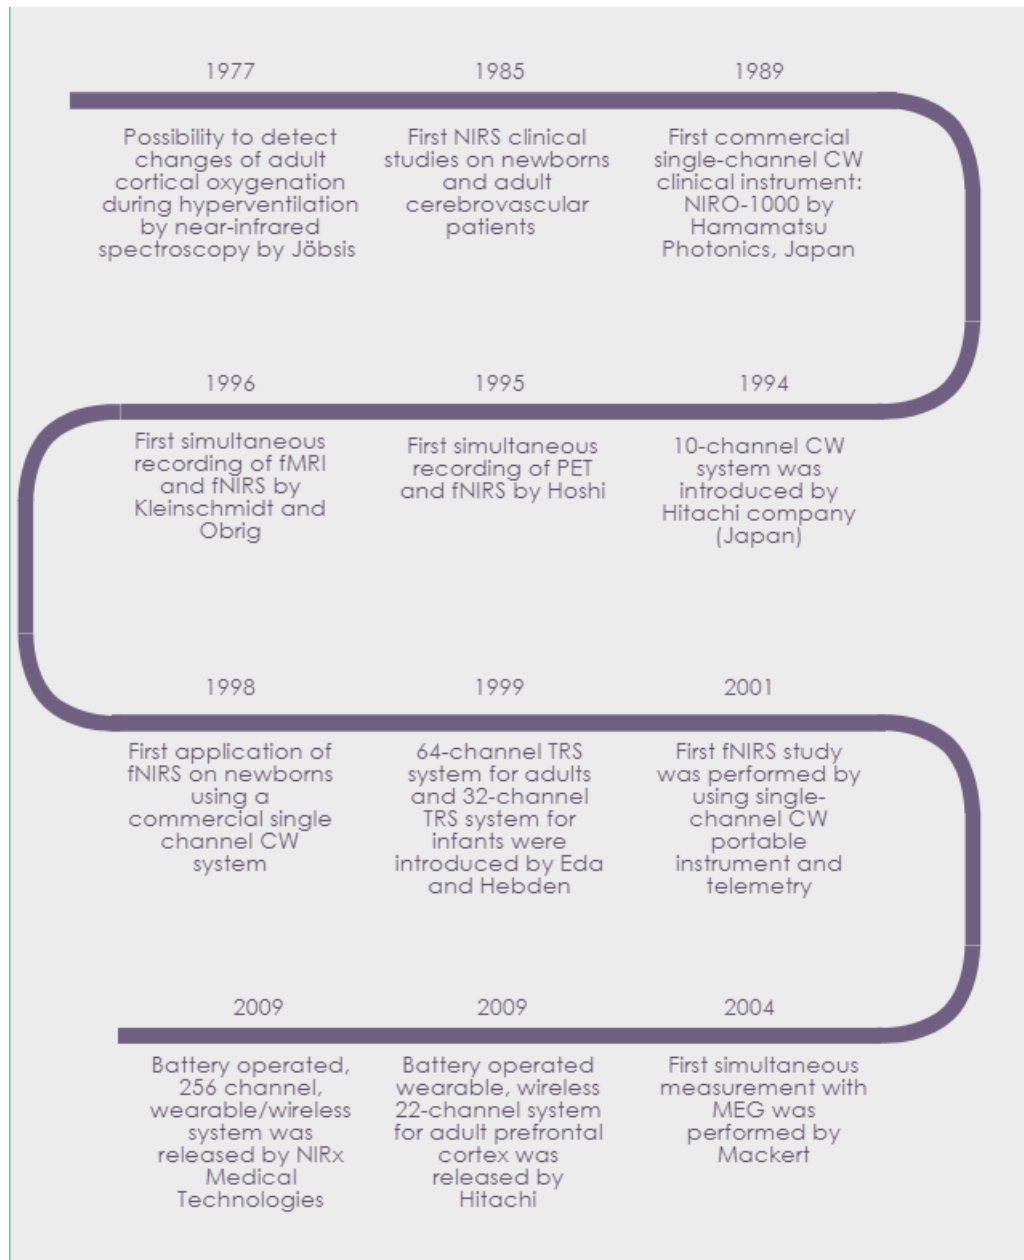 1977
Possibility to detect
changes of adult
cortical oxygenation
during hyperventilation
by near-infrared
spectroscopy by Jöbsis
1985
First NIRS clinical
studies on newborns
and adult
cerebrovascular
patients
1989
First commercial
single-channel CW
clinical instrument:
NIRO-1000 by
Hamamatsu
Photonics, Japan
1994
10-channel CW
system was
introduced by
Hitachi company
(Japan)
1995
First simultaneous
recording of PET
and fNIRS by Hoshi
1996
First simultaneous
recording of fMRI
and fNIRS by
Kleinschmidt and
Obrig
1998
First application of
fNIRS on newborns
using a
commercial single
channel CW
system
1999
64-channel TRS
system for adults
and 32-channel
TRS system for
infants were
introduced by Eda
and Hebden
2001
First fNIRS study
was performed by
using single-
channel CW
portable
instrument and
telemetry
2004
First simultaneous
measurement with
MEG was
performed by
Mackert
2009
Battery operated
wearable, wireless
22-channel system
for adult prefrontal
cortex was
released by
Hitachi
2009
Battery operated,
256 channel,
wearable/wireless
system was
released by NIRx
Medical
Technologies